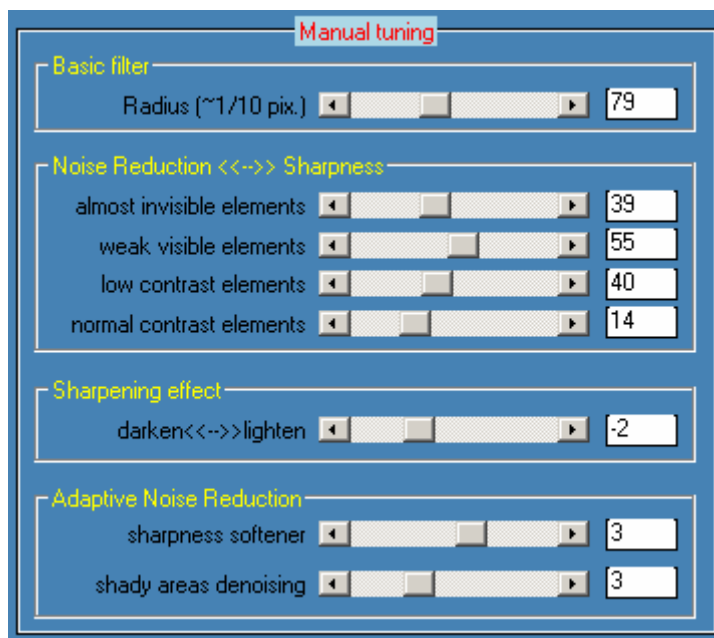 Manual tuning
Basic filter
Radius (~1/10 pix.) 79
Noise Reduction <<-->> Sharpness
almost invisible elements 39
weak visible elements 55
low contrast elements 40
normal contrast elements 14
Sharpening effect
darken<<-->>lighten -2
Adaptive Noise Reduction
sharpness softener 3
shady areas denoising 3